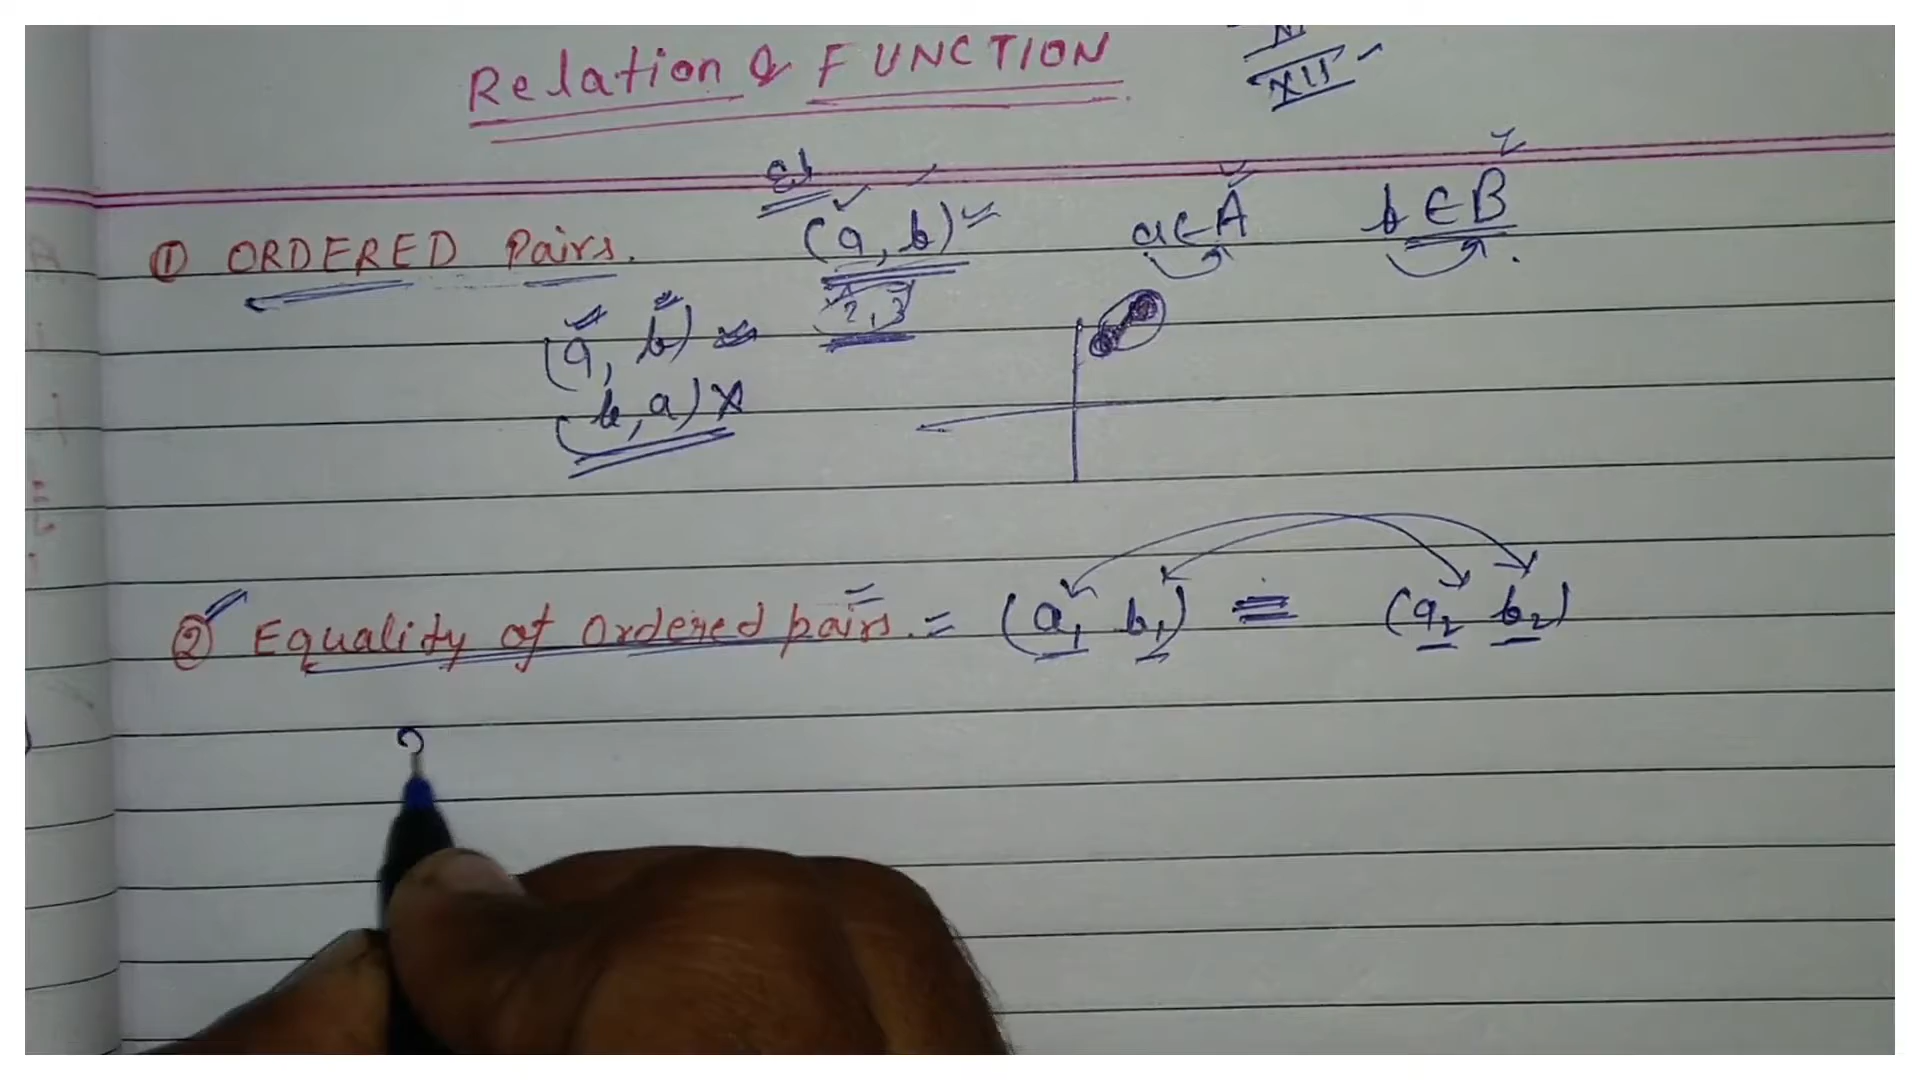 Relation & FUNCTION
XII
① ORDERED Pairs. (a, b) a ∈ A b ∈ B
(a, b) 2, 3
(b, a) ×
② Equality of Ordered pairs. = (a₁ b₁) = (a₂ b₂)